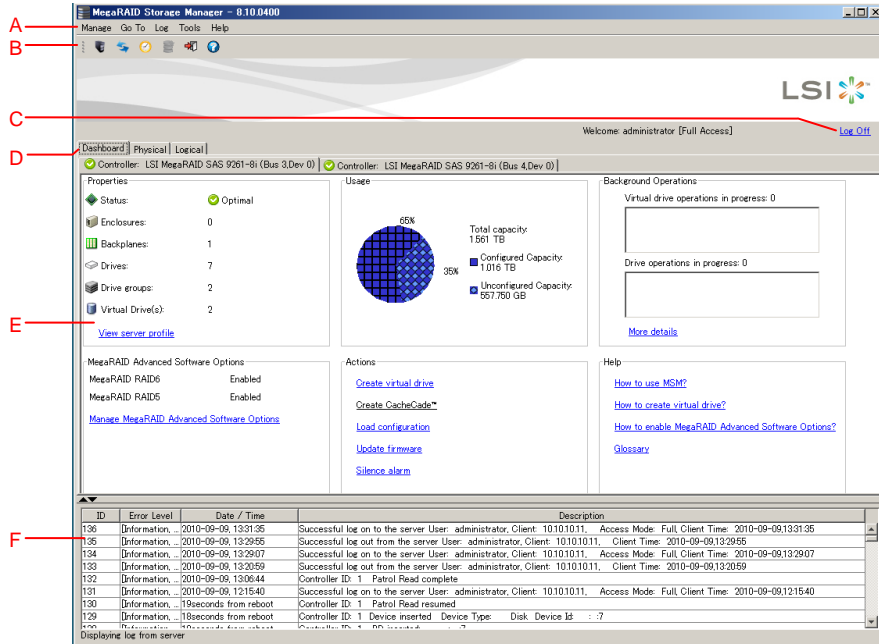 MegaRAID Storage Manager - 8.10.0400
A
Manage Go To Log Tools Help
B
LSI
C
Welcome: administrator [Full Access] Log Off
D
Dashboard Physical Logical
Controller: LSI MegaRAID SAS 9261-8i (Bus 3,Dev 0) Controller: LSI MegaRAID SAS 9261-8i (Bus 4,Dev 0)
Properties
Status: Optimal
Enclosures: 0
Backplanes: 1
Drives: 7
Drive groups: 2
Virtual Drive(s): 2
E
View server profile
Usage
65%
35%
Total capacity:
1.561 TB
Configured Capacity:
1.016 TB
Unconfigured Capacity:
557.750 GB
Background Operations
Virtual drive operations in progress: 0
Drive operations in progress: 0
More details
MegaRAID Advanced Software Options
MegaRAID RAID6 Enabled
MegaRAID RAID5 Enabled
Manage MegaRAID Advanced Software Options
Actions
Create virtual drive
Create CacheCade™
Load configuration
Update firmware
Silence alarm
Help
How to use MSM?
How to create virtual drive?
How to enable MegaRAID Advanced Software Options?
Glossary
F
ID Error Level Date / Time Description
136 [Information, ... 2010-09-09, 13:31:35 Successful log on to the server User: administrator, Client: 10.10.10.11, Access Mode: Full, Client Time: 2010-09-09,13:31:35
135 [Information, ... 2010-09-09, 13:29:55 Successful log out from the server User: administrator, Client: 10.10.10.11, Client Time: 2010-09-09,13:29:55
134 [Information, ... 2010-09-09, 13:29:07 Successful log on to the server User: administrator, Client: 10.10.10.11, Access Mode: Full, Client Time: 2010-09-09,13:29:07
133 [Information, ... 2010-09-09, 13:20:59 Successful log out from the server User: administrator, Client: 10.10.10.11, Client Time: 2010-09-09,13:20:59
132 [Information, ... 2010-09-09, 13:06:44 Controller ID: 1 Patrol Read complete
131 [Information, ... 2010-09-09, 12:15:40 Successful log on to the server User: administrator, Client: 10.10.10.11, Access Mode: Full, Client Time: 2010-09-09,12:15:40
130 [Information, ... 19seconds from reboot Controller ID: 1 Patrol Read resumed
129 [Information, ... 18seconds from reboot Controller ID: 1 Device inserted Device Type: Disk Device Id: : :7
Displaying log from server